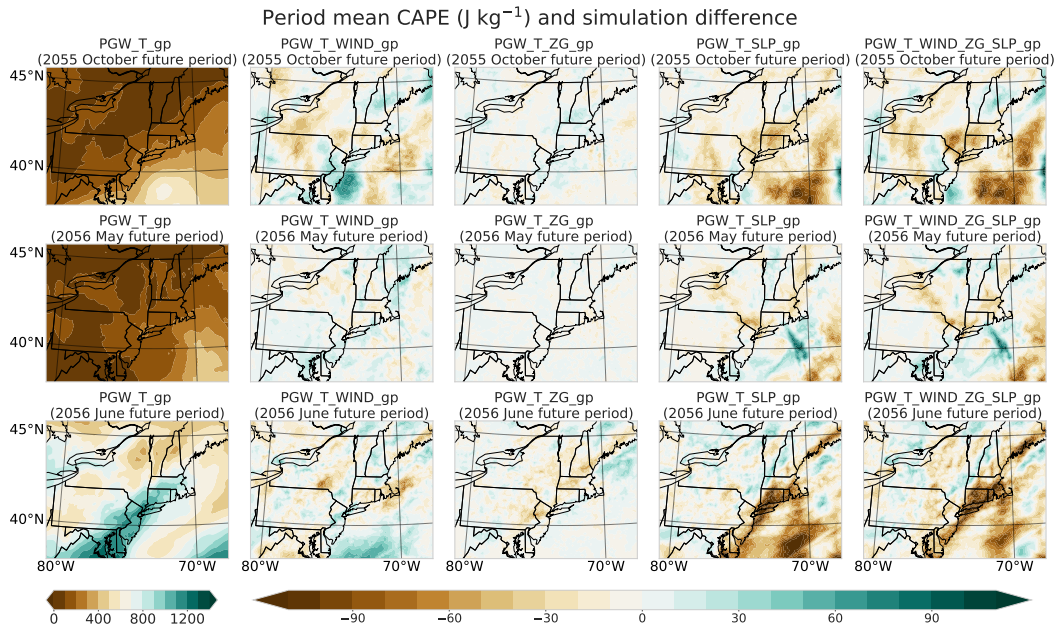 Period mean CAPE (J kg⁻¹) and simulation difference
PGW_T_gp
(2055 October future period)
PGW_T_WIND_gp
(2055 October future period)
PGW_T_ZG_gp
(2055 October future period)
PGW_T_SLP_gp
(2055 October future period)
PGW_T_WIND_ZG_SLP_gp
(2055 October future period)
45°N
40°N
PGW_T_gp
(2056 May future period)
PGW_T_WIND_gp
(2056 May future period)
PGW_T_ZG_gp
(2056 May future period)
PGW_T_SLP_gp
(2056 May future period)
PGW_T_WIND_ZG_SLP_gp
(2056 May future period)
45°N
40°N
PGW_T_gp
(2056 June future period)
PGW_T_WIND_gp
(2056 June future period)
PGW_T_ZG_gp
(2056 June future period)
PGW_T_SLP_gp
(2056 June future period)
PGW_T_WIND_ZG_SLP_gp
(2056 June future period)
45°N
40°N
80°W 70°W 80°W 70°W 80°W 70°W 80°W 70°W 80°W 70°W
0 400 800 1200
−90 −60 −30 0 30 60 90